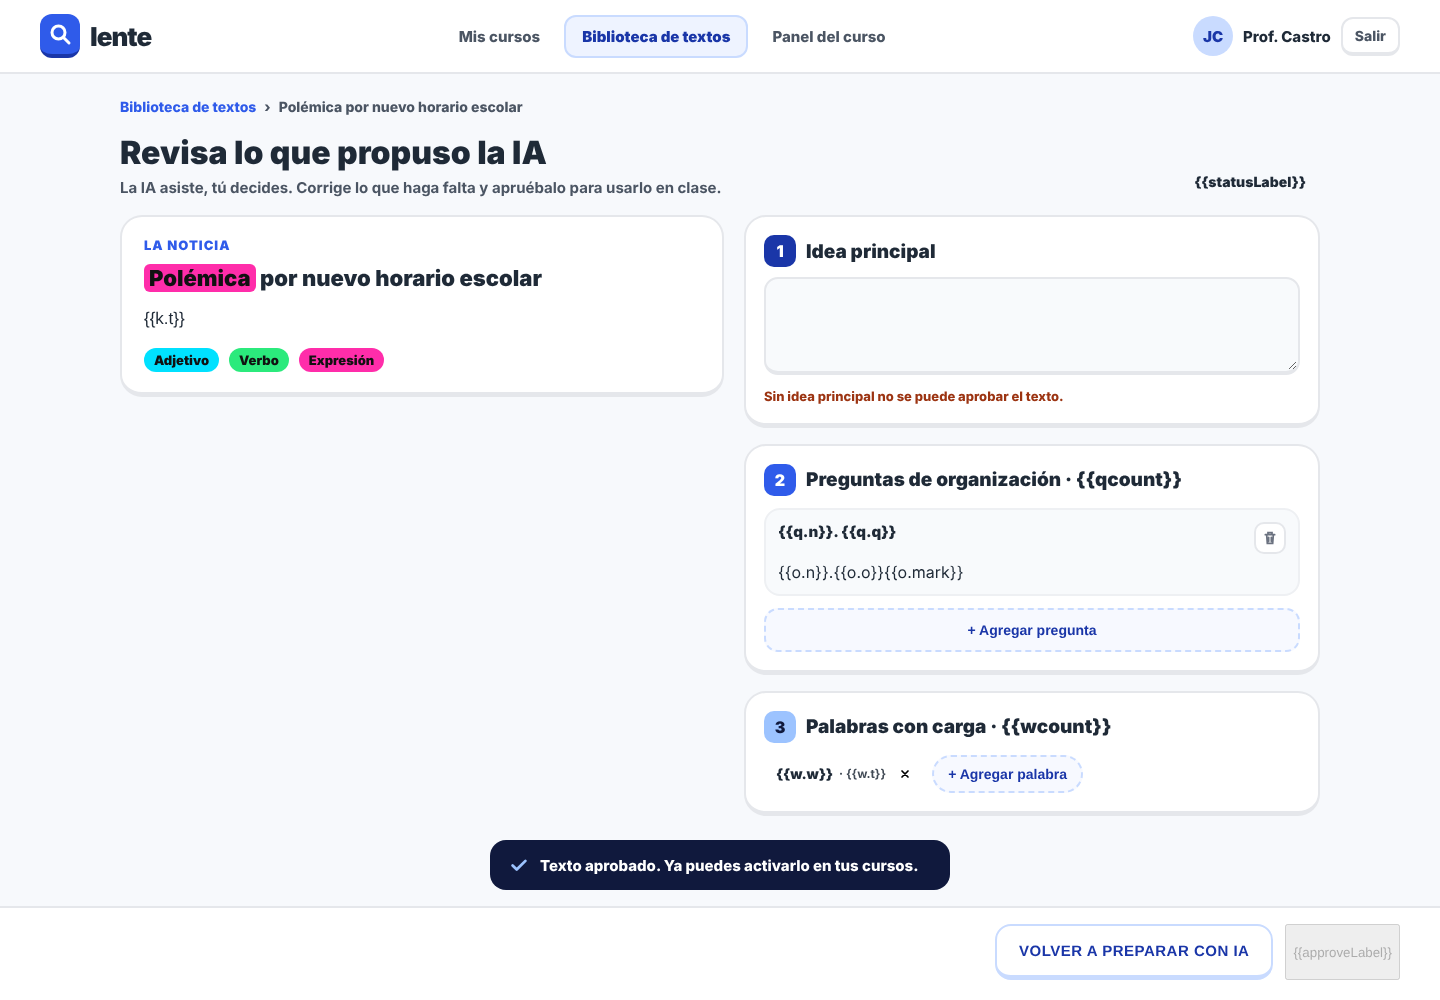 lente
Mis cursos
Biblioteca de textos
Panel del curso
JC
Prof. Castro
Salir
Biblioteca de textos › Polémica por nuevo horario escolar
Revisa lo que propuso la IA
La IA asiste, tú decides. Corrige lo que haga falta y apruébalo para usarlo en clase.
{{statusLabel}}
LA NOTICIA
Polémica por nuevo horario escolar
{{k.t}}
Adjetivo
Verbo
Expresión
1 Idea principal
Sin idea principal no se puede aprobar el texto.
2 Preguntas de organización · {{qcount}}
{{q.n}}. {{q.q}}
{{o.n}}.{{o.o}}{{o.mark}}
+ Agregar pregunta
3 Palabras con carga · {{wcount}}
{{w.w}} · {{w.t}} ×
+ Agregar palabra
Texto aprobado. Ya puedes activarlo en tus cursos.
VOLVER A PREPARAR CON IA
{{approveLabel}}